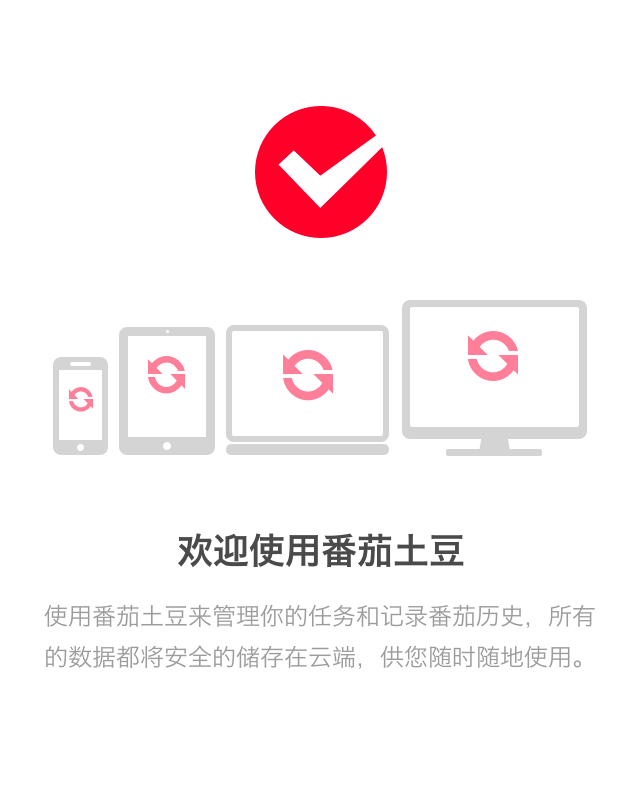 欢迎使用番茄土豆
使用番茄土豆来管理你的任务和记录番茄历史，所有
的数据都将安全的储存在云端，供您随时随地使用。